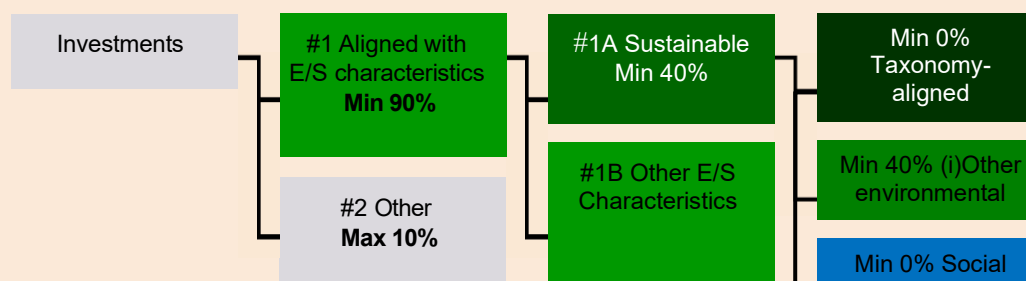 Investments
#1 Aligned with
E/S characteristics
Min 90%
#2 Other
Max 10%
#1A Sustainable
Min 40%
#1B Other E/S
Characteristics
Min 0%
Taxonomy-
aligned
Min 40% (i)Other
environmental
Min 0% Social